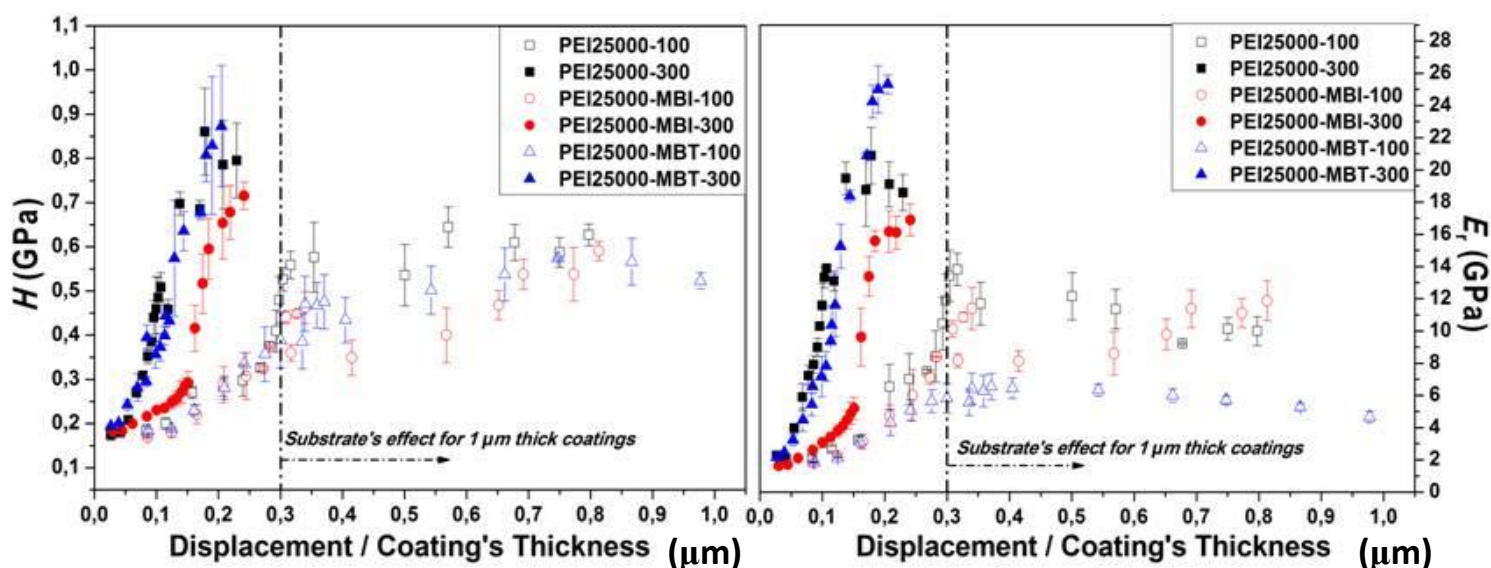 H (GPa)
1,1
1,0
0,9
0,8
0,7
0,6
0,5
0,4
0,3
0,2
0,1
PEI25000-100
PEI25000-300
PEI25000-MBI-100
PEI25000-MBI-300
PEI25000-MBT-100
PEI25000-MBT-300
Substrate's effect for 1 μm thick coatings
0,0 0,1 0,2 0,3 0,4 0,5 0,6 0,7 0,8 0,9 1,0
Displacement / Coating's Thickness (μm)
PEI25000-100
PEI25000-300
PEI25000-MBI-100
PEI25000-MBI-300
PEI25000-MBT-100
PEI25000-MBT-300
Substrate's effect for 1 μm thick coatings
28
26
24
22
20
18
16
14
12
10
8
6
4
2
0
Er (GPa)
0,0 0,1 0,2 0,3 0,4 0,5 0,6 0,7 0,8 0,9 1,0
Displacement / Coating's Thickness (μm)